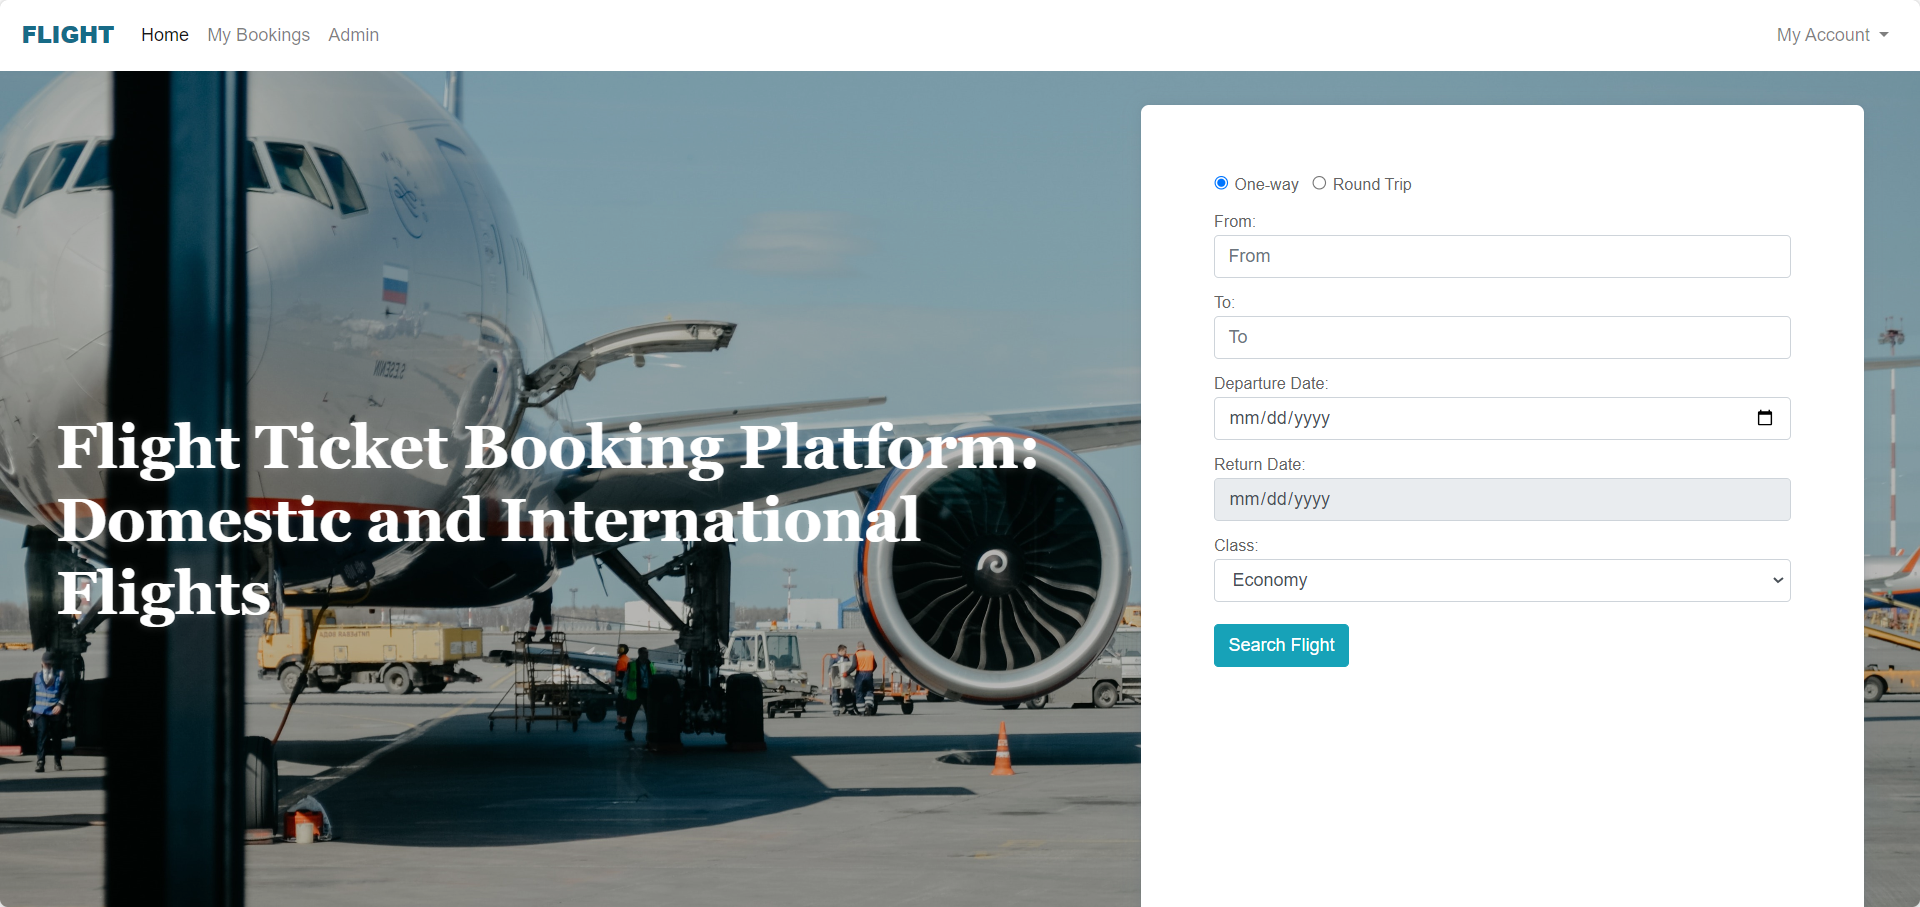 FLIGHT
Home
My Bookings
Admin
My Account
One-way
Round Trip
From:
From
To:
To
Departure Date:
mm/dd/yyyy
Return Date:
mm/dd/yyyy
Class:
Economy
Search Flight
Flight Ticket Booking Platform:
Domestic and International
Flights